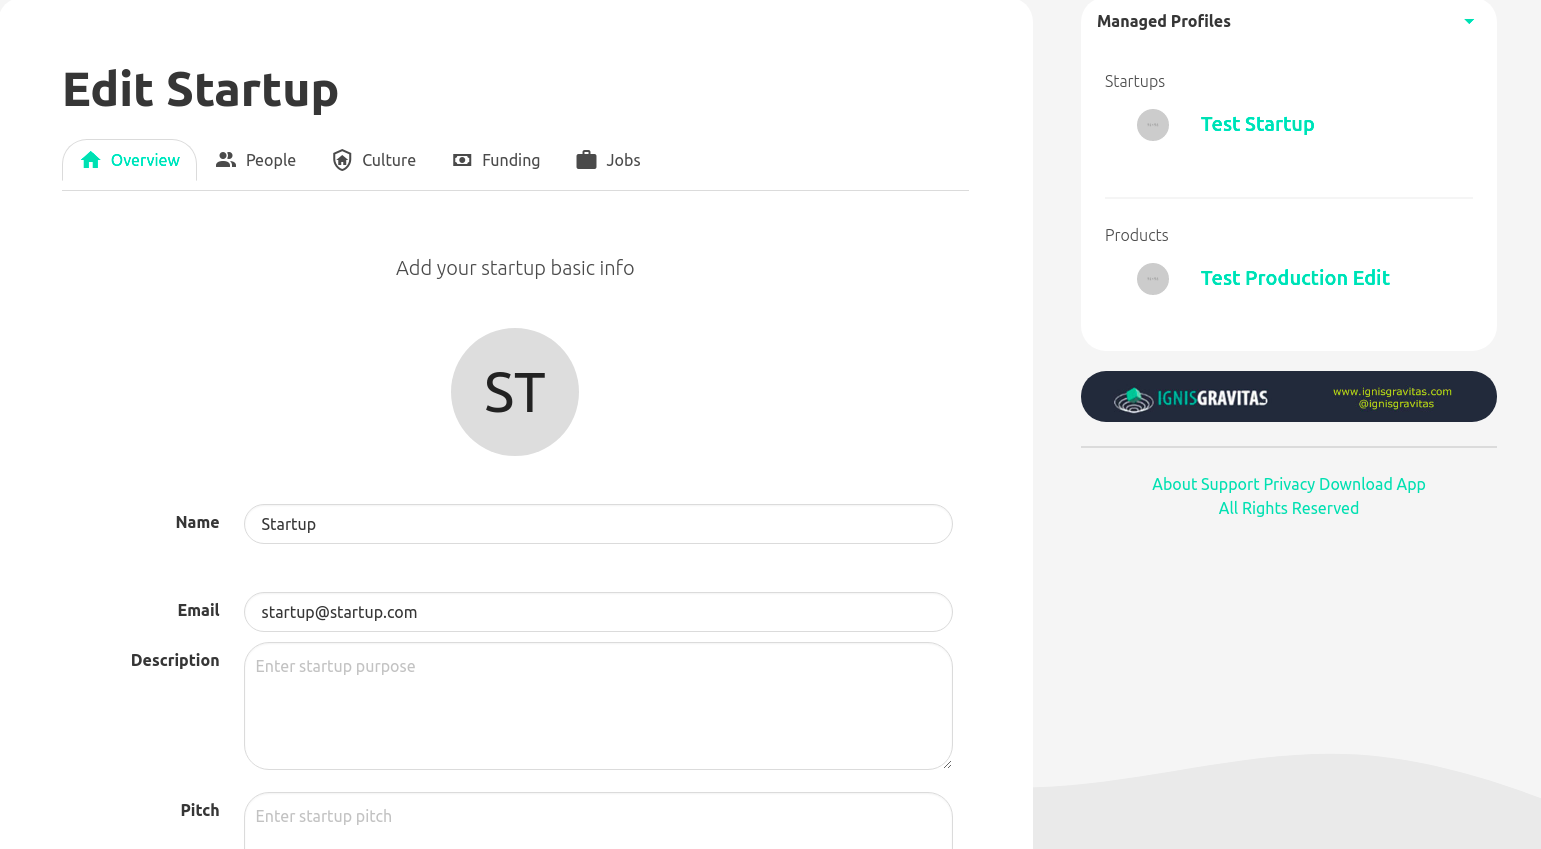 Edit Startup
Overview
People
Culture
Funding
Jobs
Add your startup basic info
ST
Name
Startup
Email
startup@startup.com
Description
Enter startup purpose
Pitch
Enter startup pitch
Managed Profiles
Startups
Test Startup
Products
Test Production Edit
IGNISGRAVITAS
www.ignisgravitas.com
@ignisgravitas
About Support Privacy Download App
All Rights Reserved